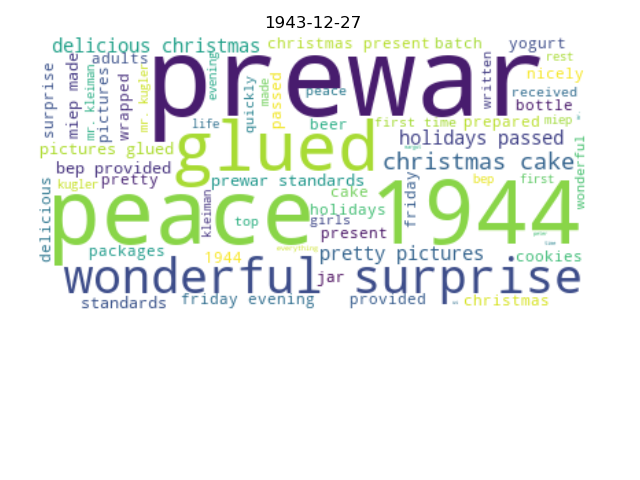 1943-12-27
delicious christmas
christmas present
batch
yogurt
adults
prewar
rest
nicely
surprise
miep made
mr. kleiman
pictures
wrapped
mr. kugler
evening
quickly
made
passed
peace
written
received
bottle
life
beer
first time
prepared
miep
glued
holidays passed
pictures glued
christmas cake
wonderful
bep provided
kugler
pretty
prewar standards
bep
first
delicious
peace 1944
cake
holidays
friday
kleiman
top
girls
present
packages
1944
everything
pretty pictures
cookies
wonderful surprise
jar
standards
friday evening
provided
christmas